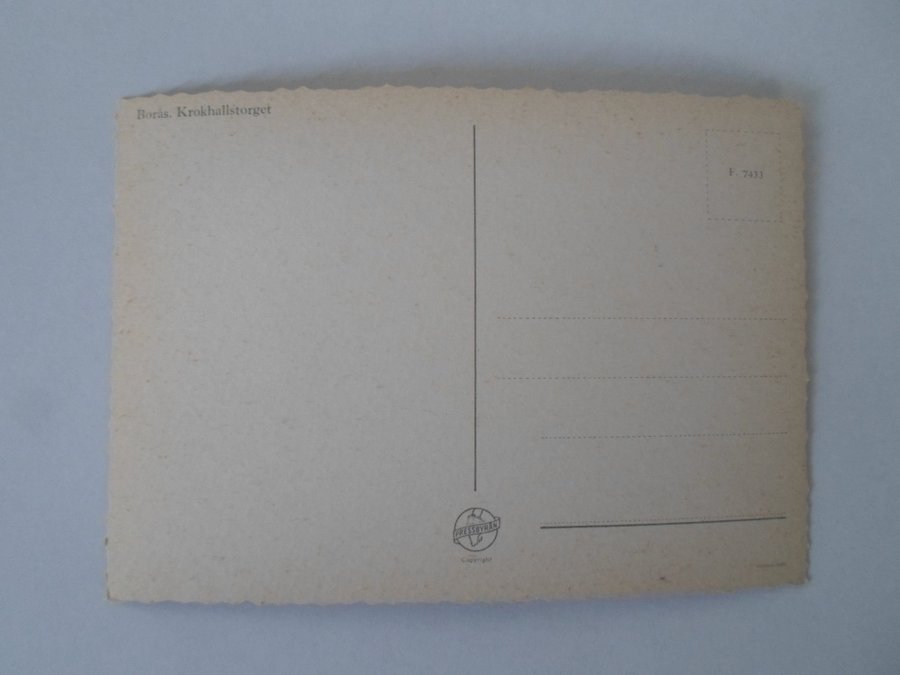 Borås. Krokhallstorget
F. 7433
PRESSBYRÅN
Copyright